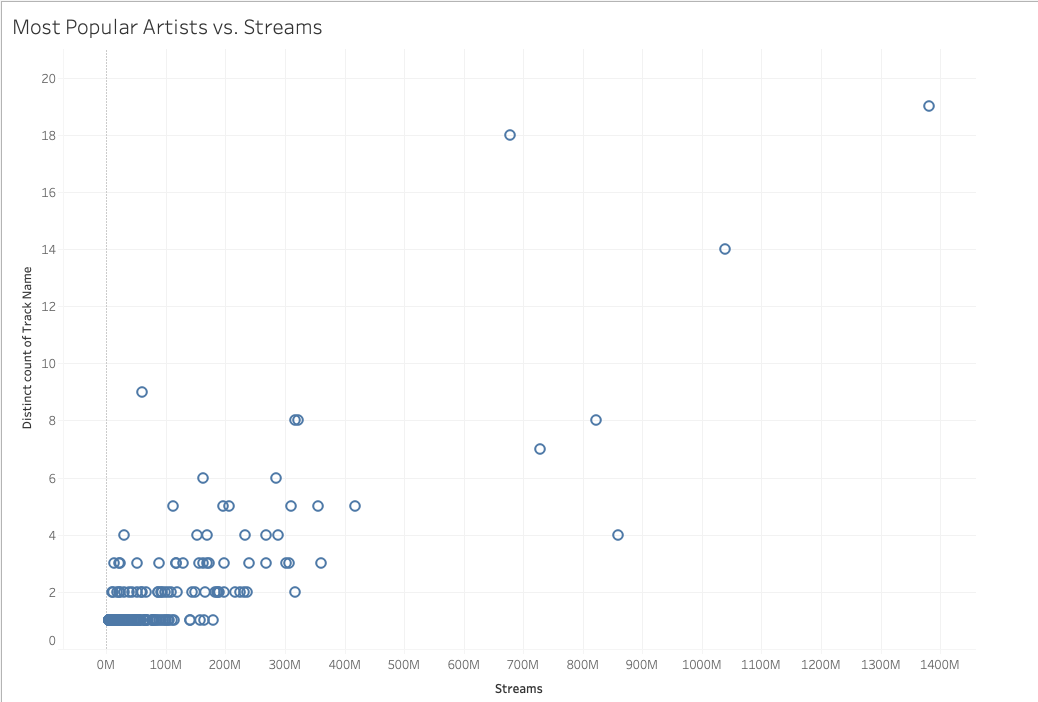 Most Popular Artists vs. Streams
Distinct count of Track Name
20
18
16
14
12
10
8
6
4
2
0
0M 100M 200M 300M 400M 500M 600M 700M 800M 900M 1000M 1100M 1200M 1300M 1400M
Streams